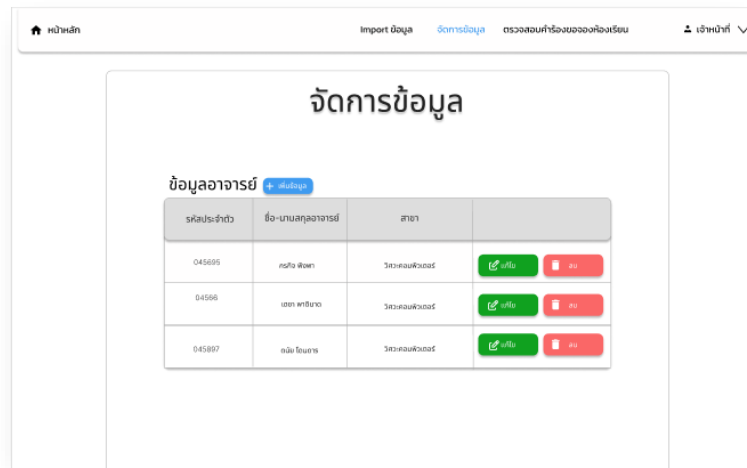 หน้าหลัก Import ข้อมูล จัดการข้อมูล ตรวจสอบคำร้องขอจองห้องเรียน เจ้าหน้าที่
จัดการข้อมูล
ข้อมูลอาจารย์ + เพิ่มข้อมูล
รหัสประจำตัว ชื่อ-นามสกุลอาจารย์ สาขา
045695 วิศวะคอมพิวเตอร์ แก้ไข ลบ
04566 วิศวะคอมพิวเตอร์ แก้ไข ลบ
045897 วิศวะคอมพิวเตอร์ แก้ไข ลบ